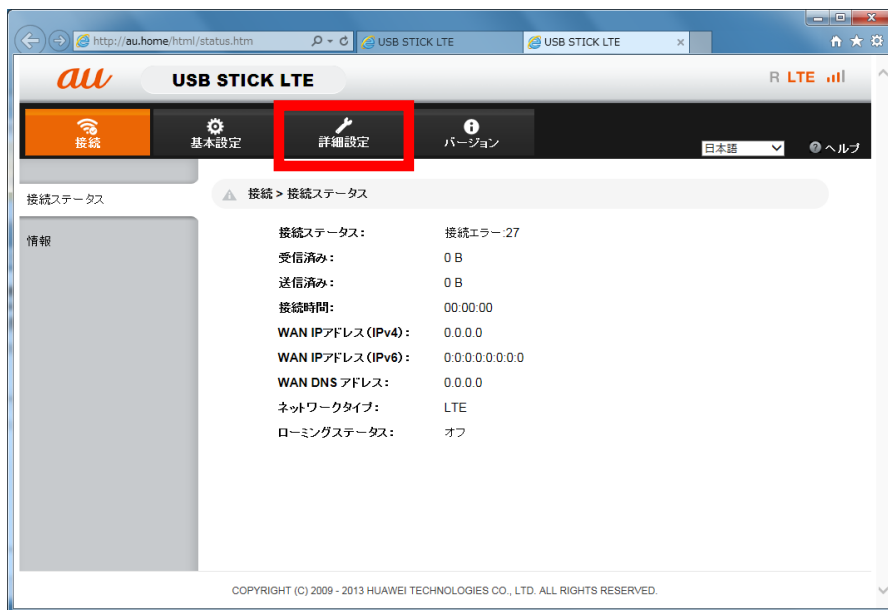 http://au.home/html/status.htm
USB STICK LTE
USB STICK LTE
au
USB STICK LTE
R LTE
接続
基本設定
詳細設定
バージョン
日本語
ヘルプ
接続ステータス
情報
接続 > 接続ステータス
接続ステータス: 接続エラー:27
受信済み: 0 B
送信済み: 0 B
接続時間: 00:00:00
WAN IPアドレス(IPv4): 0.0.0.0
WAN IPアドレス(IPv6): 0:0:0:0:0:0:0:0
WAN DNS アドレス: 0.0.0.0
ネットワークタイプ: LTE
ローミングステータス: オフ
COPYRIGHT (C) 2009 - 2013 HUAWEI TECHNOLOGIES CO., LTD. ALL RIGHTS RESERVED.